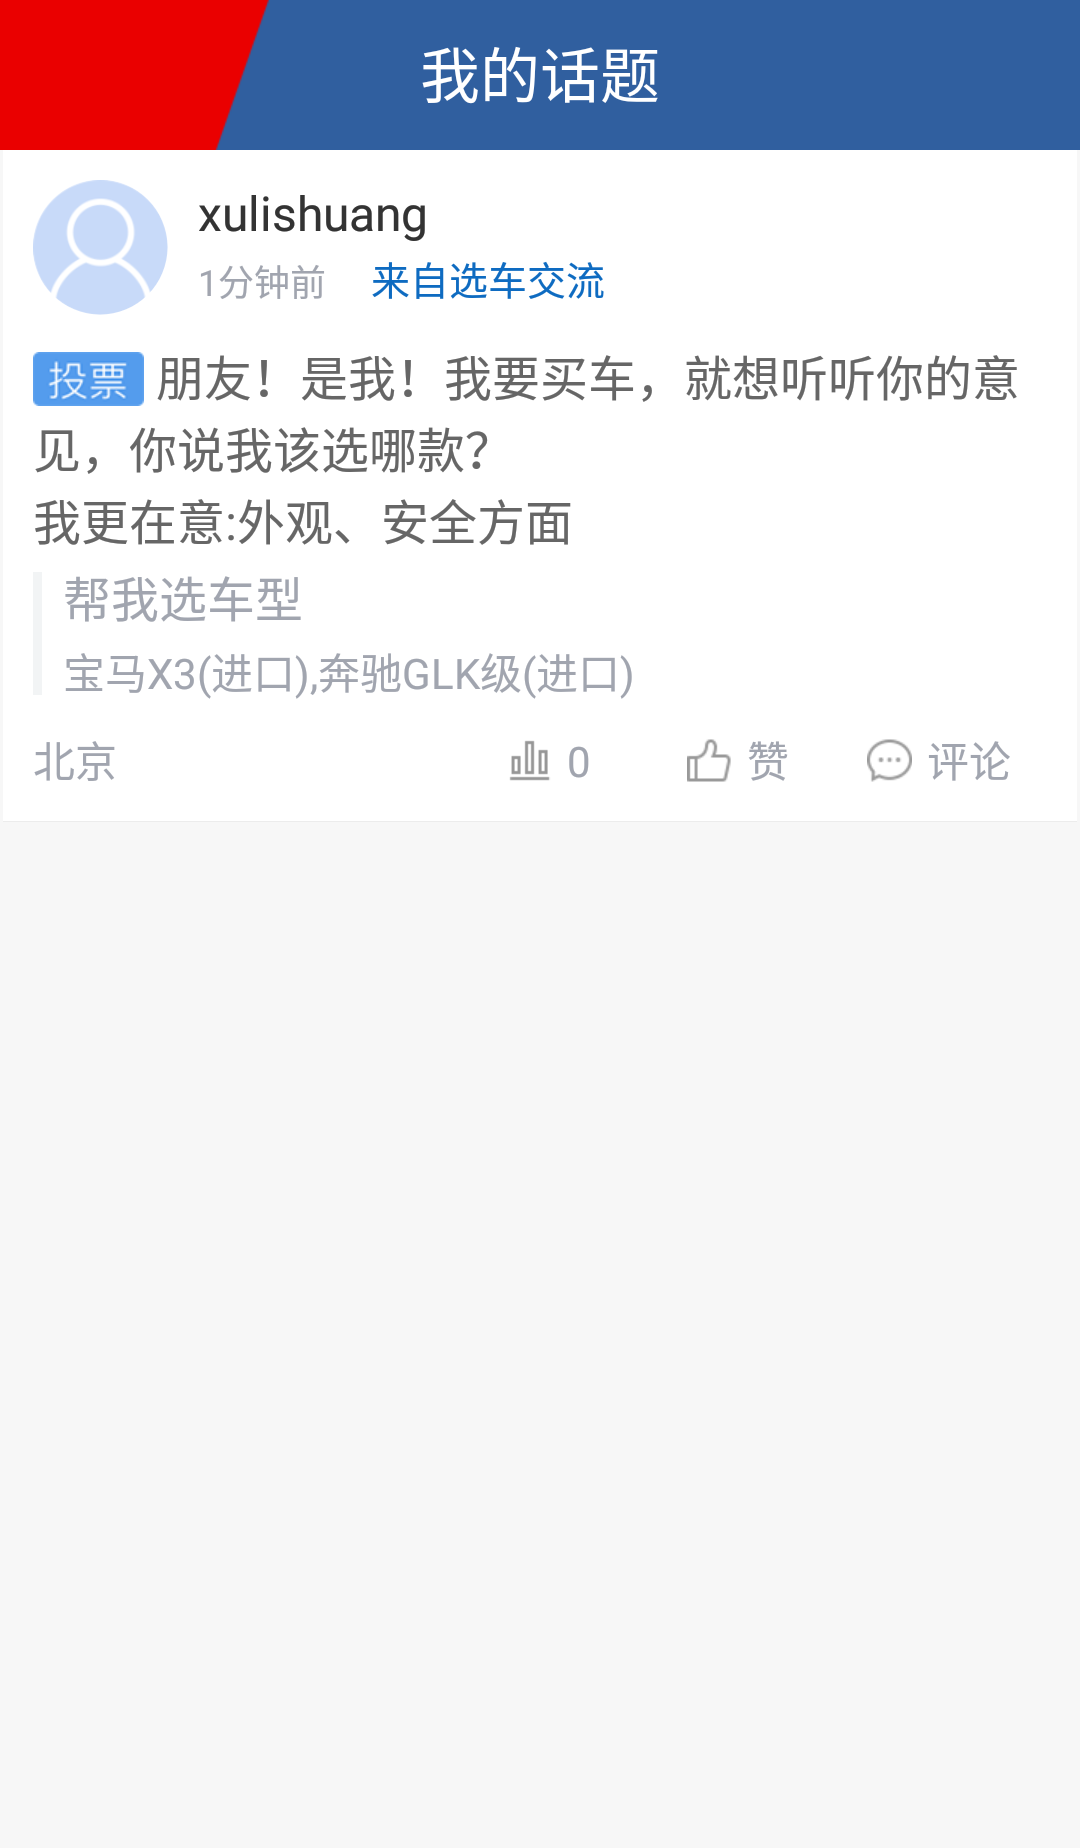 我的话题
xulishuang
1分钟前 来自选车交流
投票 朋友！是我！我要买车，就想听听你的意
见，你说我该选哪款？
我更在意:外观、安全方面
帮我选车型
宝马X3(进口),奔驰GLK级(进口)
北京 0 赞 评论